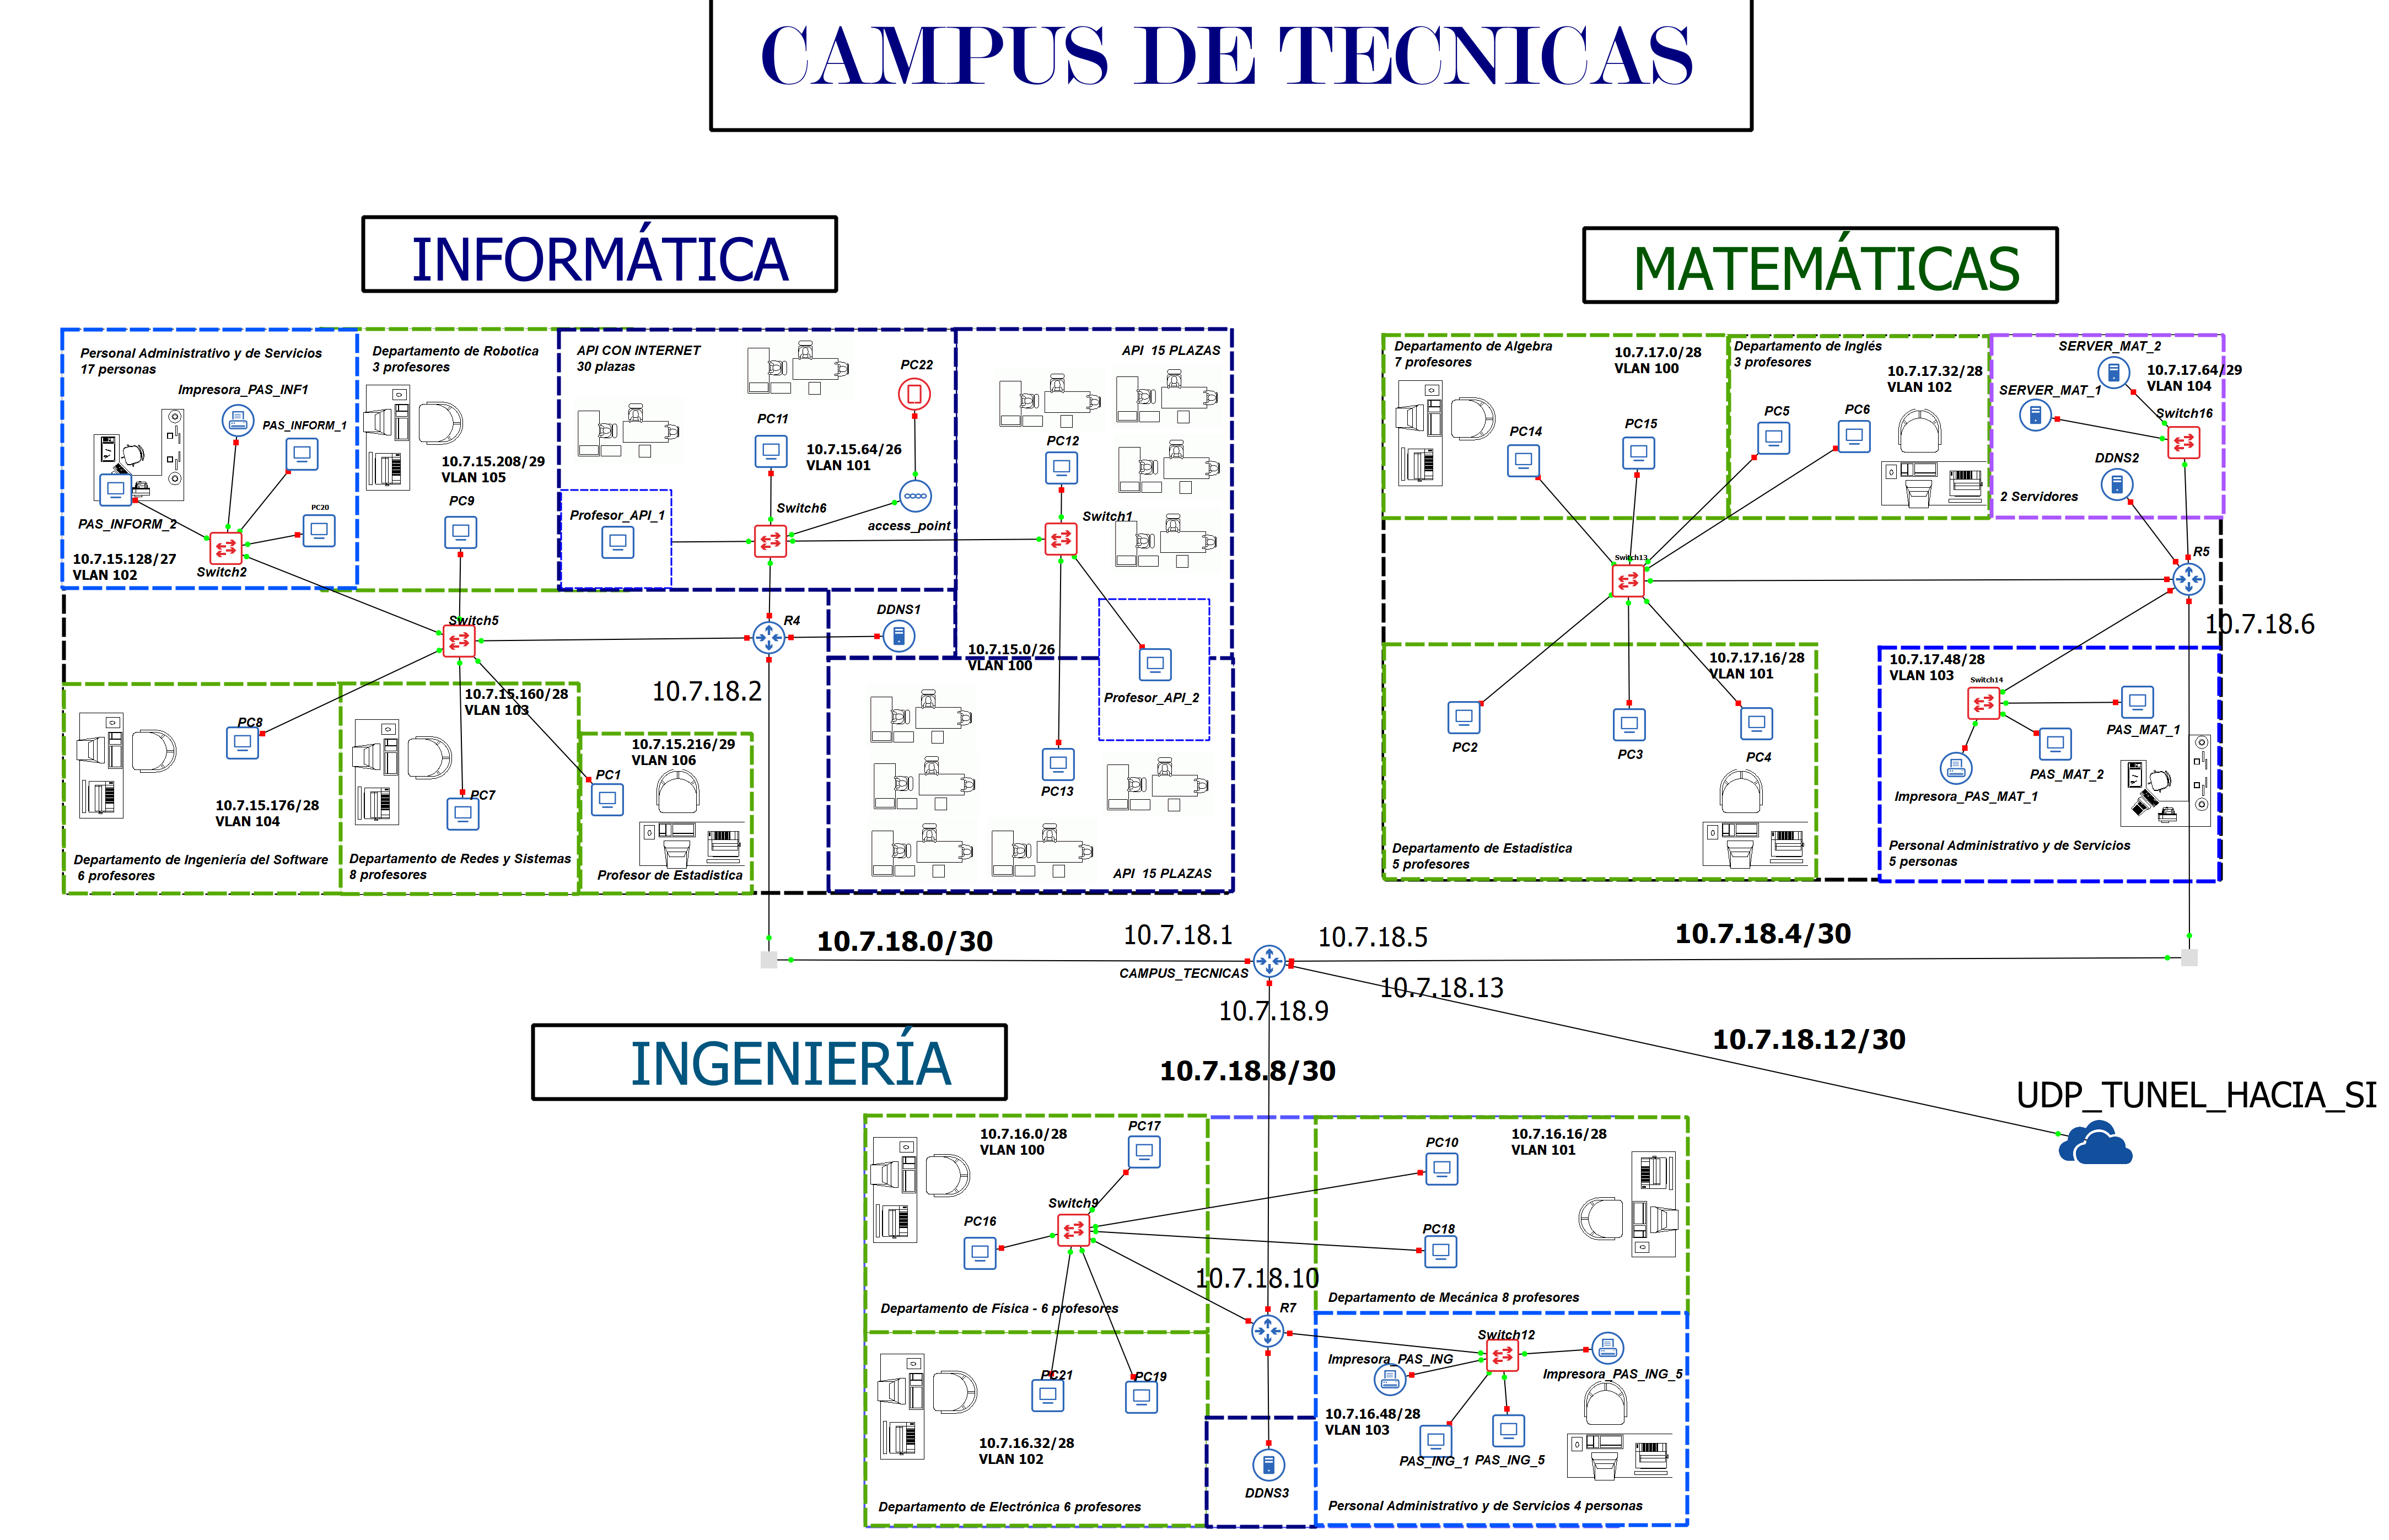 CAMPUS DE TECNICAS
INFORMÁTICA
MATEMÁTICAS
Personal Administrativo y de Servicios
17 personas
Impresora_PAS_INF1
PAS_INFORM_1
PC20
PAS_INFORM_2
10.7.15.128/27
VLAN 102
Switch2
Departamento de Robotica
3 profesores
10.7.15.208/29
VLAN 105
PC9
API CON INTERNET
30 plazas
PC22
PC11
10.7.15.64/26
VLAN 101
Profesor_API_1
Switch6
access_point
API 15 PLAZAS
PC12
Switch1
Switch5
R4
DDNS1
10.7.15.0/26
VLAN 100
Profesor_API_2
PC13
API 15 PLAZAS
10.7.18.2
PC8
10.7.15.176/28
VLAN 104
Departamento de Ingeniería del Software
6 profesores
10.7.15.160/28
VLAN 103
PC7
Departamento de Redes y Sistemas
8 profesores
10.7.15.216/29
VLAN 106
PC1
Profesor de Estadistica
Departamento de Algebra
7 profesores
10.7.17.0/28
VLAN 100
PC14
PC15
Departamento de Inglés
3 profesores
10.7.17.32/28
VLAN 102
PC5
PC6
SERVER_MAT_2
10.7.17.64/29
VLAN 104
SERVER_MAT_1
Switch16
DDNS2
2 Servidores
Switch13
R5
10.7.18.6
10.7.17.16/28
VLAN 101
PC2
PC3
PC4
Departamento de Estadística
5 profesores
10.7.17.48/28
VLAN 103
Switch14
PAS_MAT_1
PAS_MAT_2
Impresora_PAS_MAT_1
Personal Administrativo y de Servicios
5 personas
10.7.18.0/30
10.7.18.1
10.7.18.5
10.7.18.4/30
CAMPUS_TECNICAS
10.7.18.13
10.7.18.9
10.7.18.12/30
INGENIERÍA
10.7.18.8/30
UDP_TUNEL_HACIA_SI
10.7.16.0/28
VLAN 100
PC17
Switch9
PC16
Departamento de Física - 6 profesores
PC10
10.7.16.16/28
VLAN 101
PC18
10.7.18.10
Departamento de Mecánica 8 profesores
R7
PC21
PC19
10.7.16.32/28
VLAN 102
Departamento de Electrónica 6 profesores
DDNS3
Switch12
Impresora_PAS_ING
Impresora_PAS_ING_5
10.7.16.48/28
VLAN 103
PAS_ING_1
PAS_ING_5
Personal Administrativo y de Servicios 4 personas